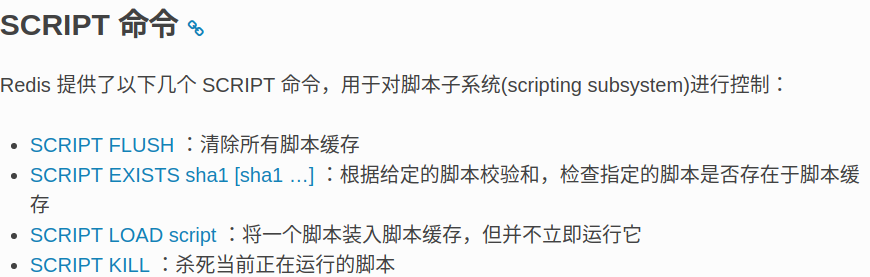 SCRIPT 命令
Redis 提供了以下几个 SCRIPT 命令，用于对脚本子系统(scripting subsystem)进行控制：
SCRIPT FLUSH ：清除所有脚本缓存
SCRIPT EXISTS sha1 [sha1 …] ：根据给定的脚本校验和，检查指定的脚本是否存在于脚本缓
存
SCRIPT LOAD script ：将一个脚本装入脚本缓存，但并不立即运行它
SCRIPT KILL ：杀死当前正在运行的脚本